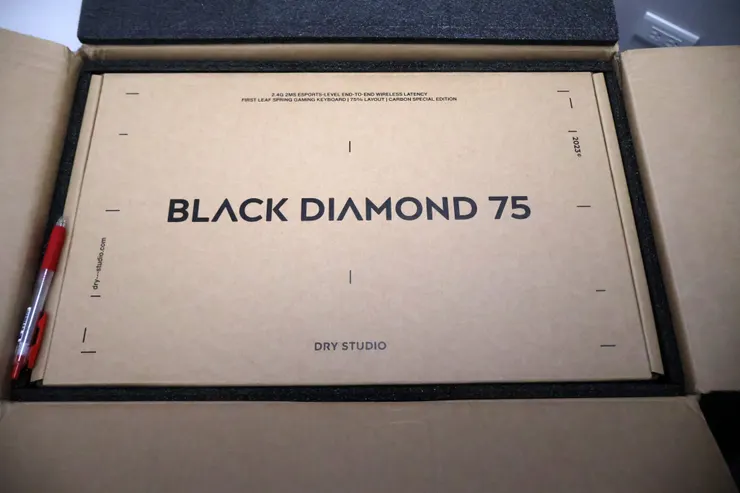 2.4G 2MS ESPORTS-LEVEL END-TO-END WIRELESS LATENCY
FIRST LEAF SPRING GAMING KEYBOARD | 75% LAYOUT | CARBON SPECIAL EDITION
2023©
BLACK DIAMOND 75
dry—studio.com
DRY STUDIO